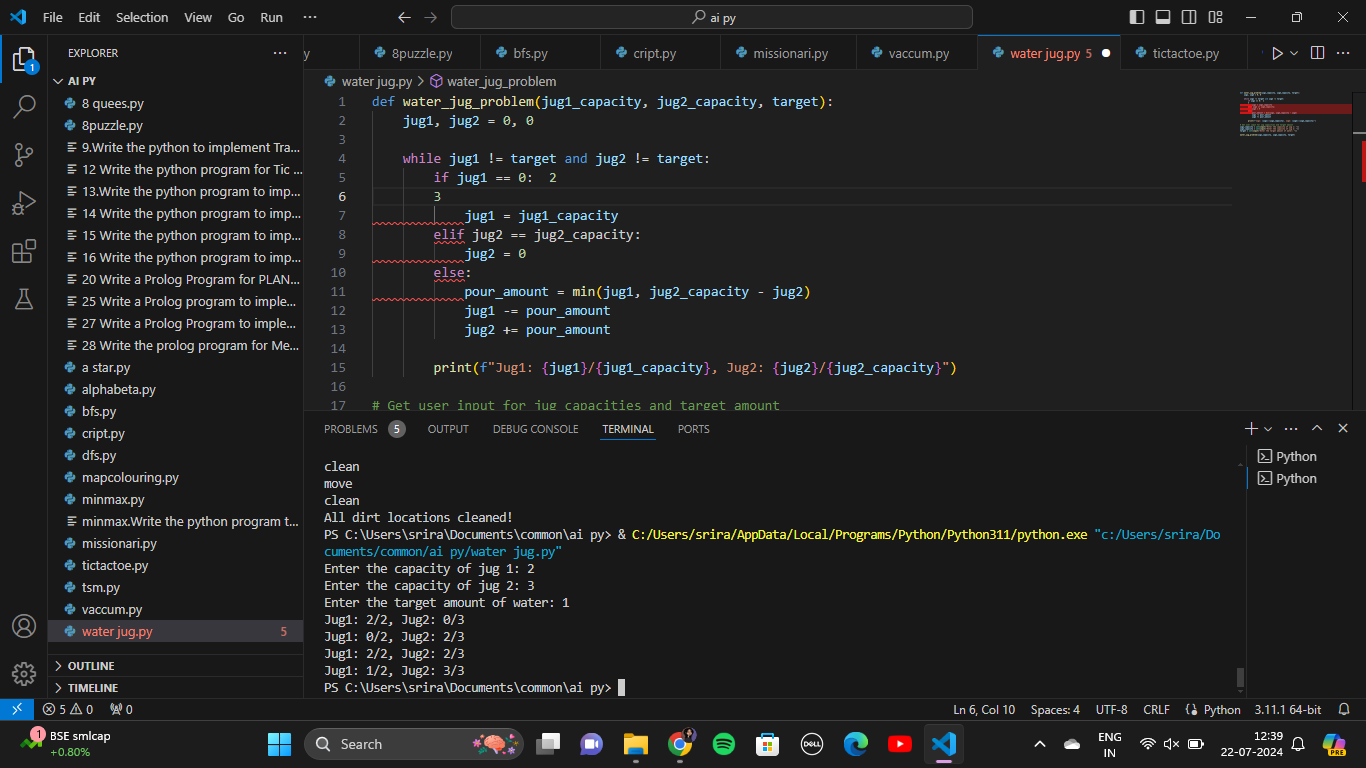 File Edit Selection View Go Run ··· ai py
EXPLORER ···
AI PY
8 quees.py
8puzzle.py
9.Write the python to implement Tra...
12 Write the python program for Tic ...
13.Write the python program to imp...
14 Write the python program to imp...
15 Write the python program to imp...
16 Write the python program to imp...
20 Write a Prolog Program for PLAN...
25 Write a Prolog program to imple...
27 Write a Prolog Program to imple...
28 Write the prolog program for Me...
a star.py
alphabeta.py
bfs.py
cript.py
dfs.py
mapcolouring.py
minmax.py
minmax.Write the python program t...
missionari.py
tictactoe.py
tsm.py
vaccum.py
water jug.py 5
OUTLINE
TIMELINE
y 8puzzle.py bfs.py cript.py missionari.py vaccum.py water jug.py 5 tictactoe.py
water jug.py > water_jug_problem
1 def water_jug_problem(jug1_capacity, jug2_capacity, target):
2 jug1, jug2 = 0, 0
3
4 while jug1 != target and jug2 != target:
5 if jug1 == 0: 2
6 3
7 jug1 = jug1_capacity
8 elif jug2 == jug2_capacity:
9 jug2 = 0
10 else:
11 pour_amount = min(jug1, jug2_capacity - jug2)
12 jug1 -= pour_amount
13 jug2 += pour_amount
14
15 print(f"Jug1: {jug1}/{jug1_capacity}, Jug2: {jug2}/{jug2_capacity}")
16
17 # Get user input for jug capacities and target amount
PROBLEMS 5 OUTPUT DEBUG CONSOLE TERMINAL PORTS
clean
move
clean
All dirt locations cleaned!
PS C:\Users\srira\Documents\common\ai py> & C:/Users/srira/AppData/Local/Programs/Python/Python311/python.exe "c:/Users/srira/Do
cuments/common/ai py/water jug.py"
Enter the capacity of jug 1: 2
Enter the capacity of jug 2: 3
Enter the target amount of water: 1
Jug1: 2/2, Jug2: 0/3
Jug1: 0/2, Jug2: 2/3
Jug1: 2/2, Jug2: 2/3
Jug1: 1/2, Jug2: 3/3
PS C:\Users\srira\Documents\common\ai py>
Python
Python
1
5 0 0 Ln 6, Col 10 Spaces: 4 UTF-8 CRLF Python 3.11.1 64-bit
1 BSE smlcap
+0.80%
Search
DELL
ENG
IN
12:39
22-07-2024
PRE